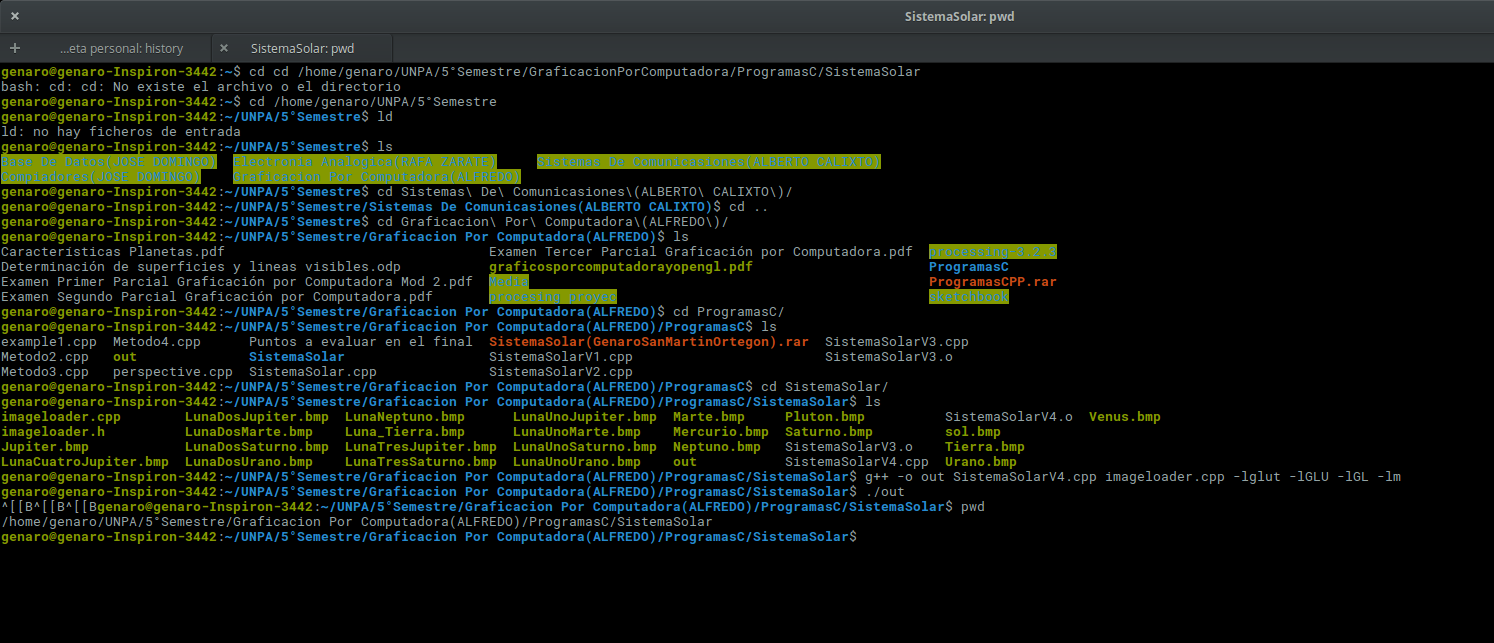 SistemaSolar: pwd
...eta personal: history SistemaSolar: pwd
genaro@genaro-Inspiron-3442:~$ cd cd /home/genaro/UNPA/5°Semestre/GraficacionPorComputadora/ProgramasC/SistemaSolar
bash: cd: cd: No existe el archivo o el directorio
genaro@genaro-Inspiron-3442:~$ cd /home/genaro/UNPA/5°Semestre
genaro@genaro-Inspiron-3442:~/UNPA/5°Semestre$ ld
ld: no hay ficheros de entrada
genaro@genaro-Inspiron-3442:~/UNPA/5°Semestre$ ls
Base De Datos(JOSE DOMINGO) Electronia Analogica(RAFA ZARATE) Sistemas De Comunicasiones(ALBERTO CALIXTO)
Compiadores(JOSE DOMINGO) Graficacion Por Computadora(ALFREDO)
genaro@genaro-Inspiron-3442:~/UNPA/5°Semestre$ cd Sistemas\ De\ Comunicasiones\(ALBERTO\ CALIXTO\)/
genaro@genaro-Inspiron-3442:~/UNPA/5°Semestre/Sistemas De Comunicasiones(ALBERTO CALIXTO)$ cd ..
genaro@genaro-Inspiron-3442:~/UNPA/5°Semestre$ cd Graficacion\ Por\ Computadora\(ALFREDO\)/
genaro@genaro-Inspiron-3442:~/UNPA/5°Semestre/Graficacion Por Computadora(ALFREDO)$ ls
Caracteristicas Planetas.pdf Examen Tercer Parcial Graficación por Computadora.pdf processing-3.2.3
Determinación de superficies y lineas visibles.odp graficosporcomputadorayopengl.pdf ProgramasC
Examen Primer Parcial Graficación por Computadora Mod 2.pdf Media ProgramasCPP.rar
Examen Segundo Parcial Graficación por Computadora.pdf procesing proyec sketchbook
genaro@genaro-Inspiron-3442:~/UNPA/5°Semestre/Graficacion Por Computadora(ALFREDO)$ cd ProgramasC/
genaro@genaro-Inspiron-3442:~/UNPA/5°Semestre/Graficacion Por Computadora(ALFREDO)/ProgramasC$ ls
example1.cpp Metodo4.cpp Puntos a evaluar en el final SistemaSolar(GenaroSanMartinOrtegon).rar SistemaSolarV3.cpp
Metodo2.cpp out SistemaSolar SistemaSolarV1.cpp SistemaSolarV3.o
Metodo3.cpp perspective.cpp SistemaSolar.cpp SistemaSolarV2.cpp
genaro@genaro-Inspiron-3442:~/UNPA/5°Semestre/Graficacion Por Computadora(ALFREDO)/ProgramasC$ cd SistemaSolar/
genaro@genaro-Inspiron-3442:~/UNPA/5°Semestre/Graficacion Por Computadora(ALFREDO)/ProgramasC/SistemaSolar$ ls
imageloader.cpp LunaDosJupiter.bmp LunaNeptuno.bmp LunaUnoJupiter.bmp Marte.bmp Pluton.bmp SistemaSolarV4.o Venus.bmp
imageloader.h LunaDosMarte.bmp Luna_Tierra.bmp LunaUnoMarte.bmp Mercurio.bmp Saturno.bmp sol.bmp
Jupiter.bmp LunaDosSaturno.bmp LunaTresJupiter.bmp LunaUnoSaturno.bmp Neptuno.bmp SistemaSolarV3.o Tierra.bmp
LunaCuatroJupiter.bmp LunaDosUrano.bmp LunaTresSaturno.bmp LunaUnoUrano.bmp out SistemaSolarV4.cpp Urano.bmp
genaro@genaro-Inspiron-3442:~/UNPA/5°Semestre/Graficacion Por Computadora(ALFREDO)/ProgramasC/SistemaSolar$ g++ -o out SistemaSolarV4.cpp imageloader.cpp -lglut -lGLU -lGL -lm
genaro@genaro-Inspiron-3442:~/UNPA/5°Semestre/Graficacion Por Computadora(ALFREDO)/ProgramasC/SistemaSolar$ ./out
^[[B^[[B^[[Bgenaro@genaro-Inspiron-3442:~/UNPA/5°Semestre/Graficacion Por Computadora(ALFREDO)/ProgramasC/SistemaSolar$ pwd
/home/genaro/UNPA/5°Semestre/Graficacion Por Computadora(ALFREDO)/ProgramasC/SistemaSolar
genaro@genaro-Inspiron-3442:~/UNPA/5°Semestre/Graficacion Por Computadora(ALFREDO)/ProgramasC/SistemaSolar$